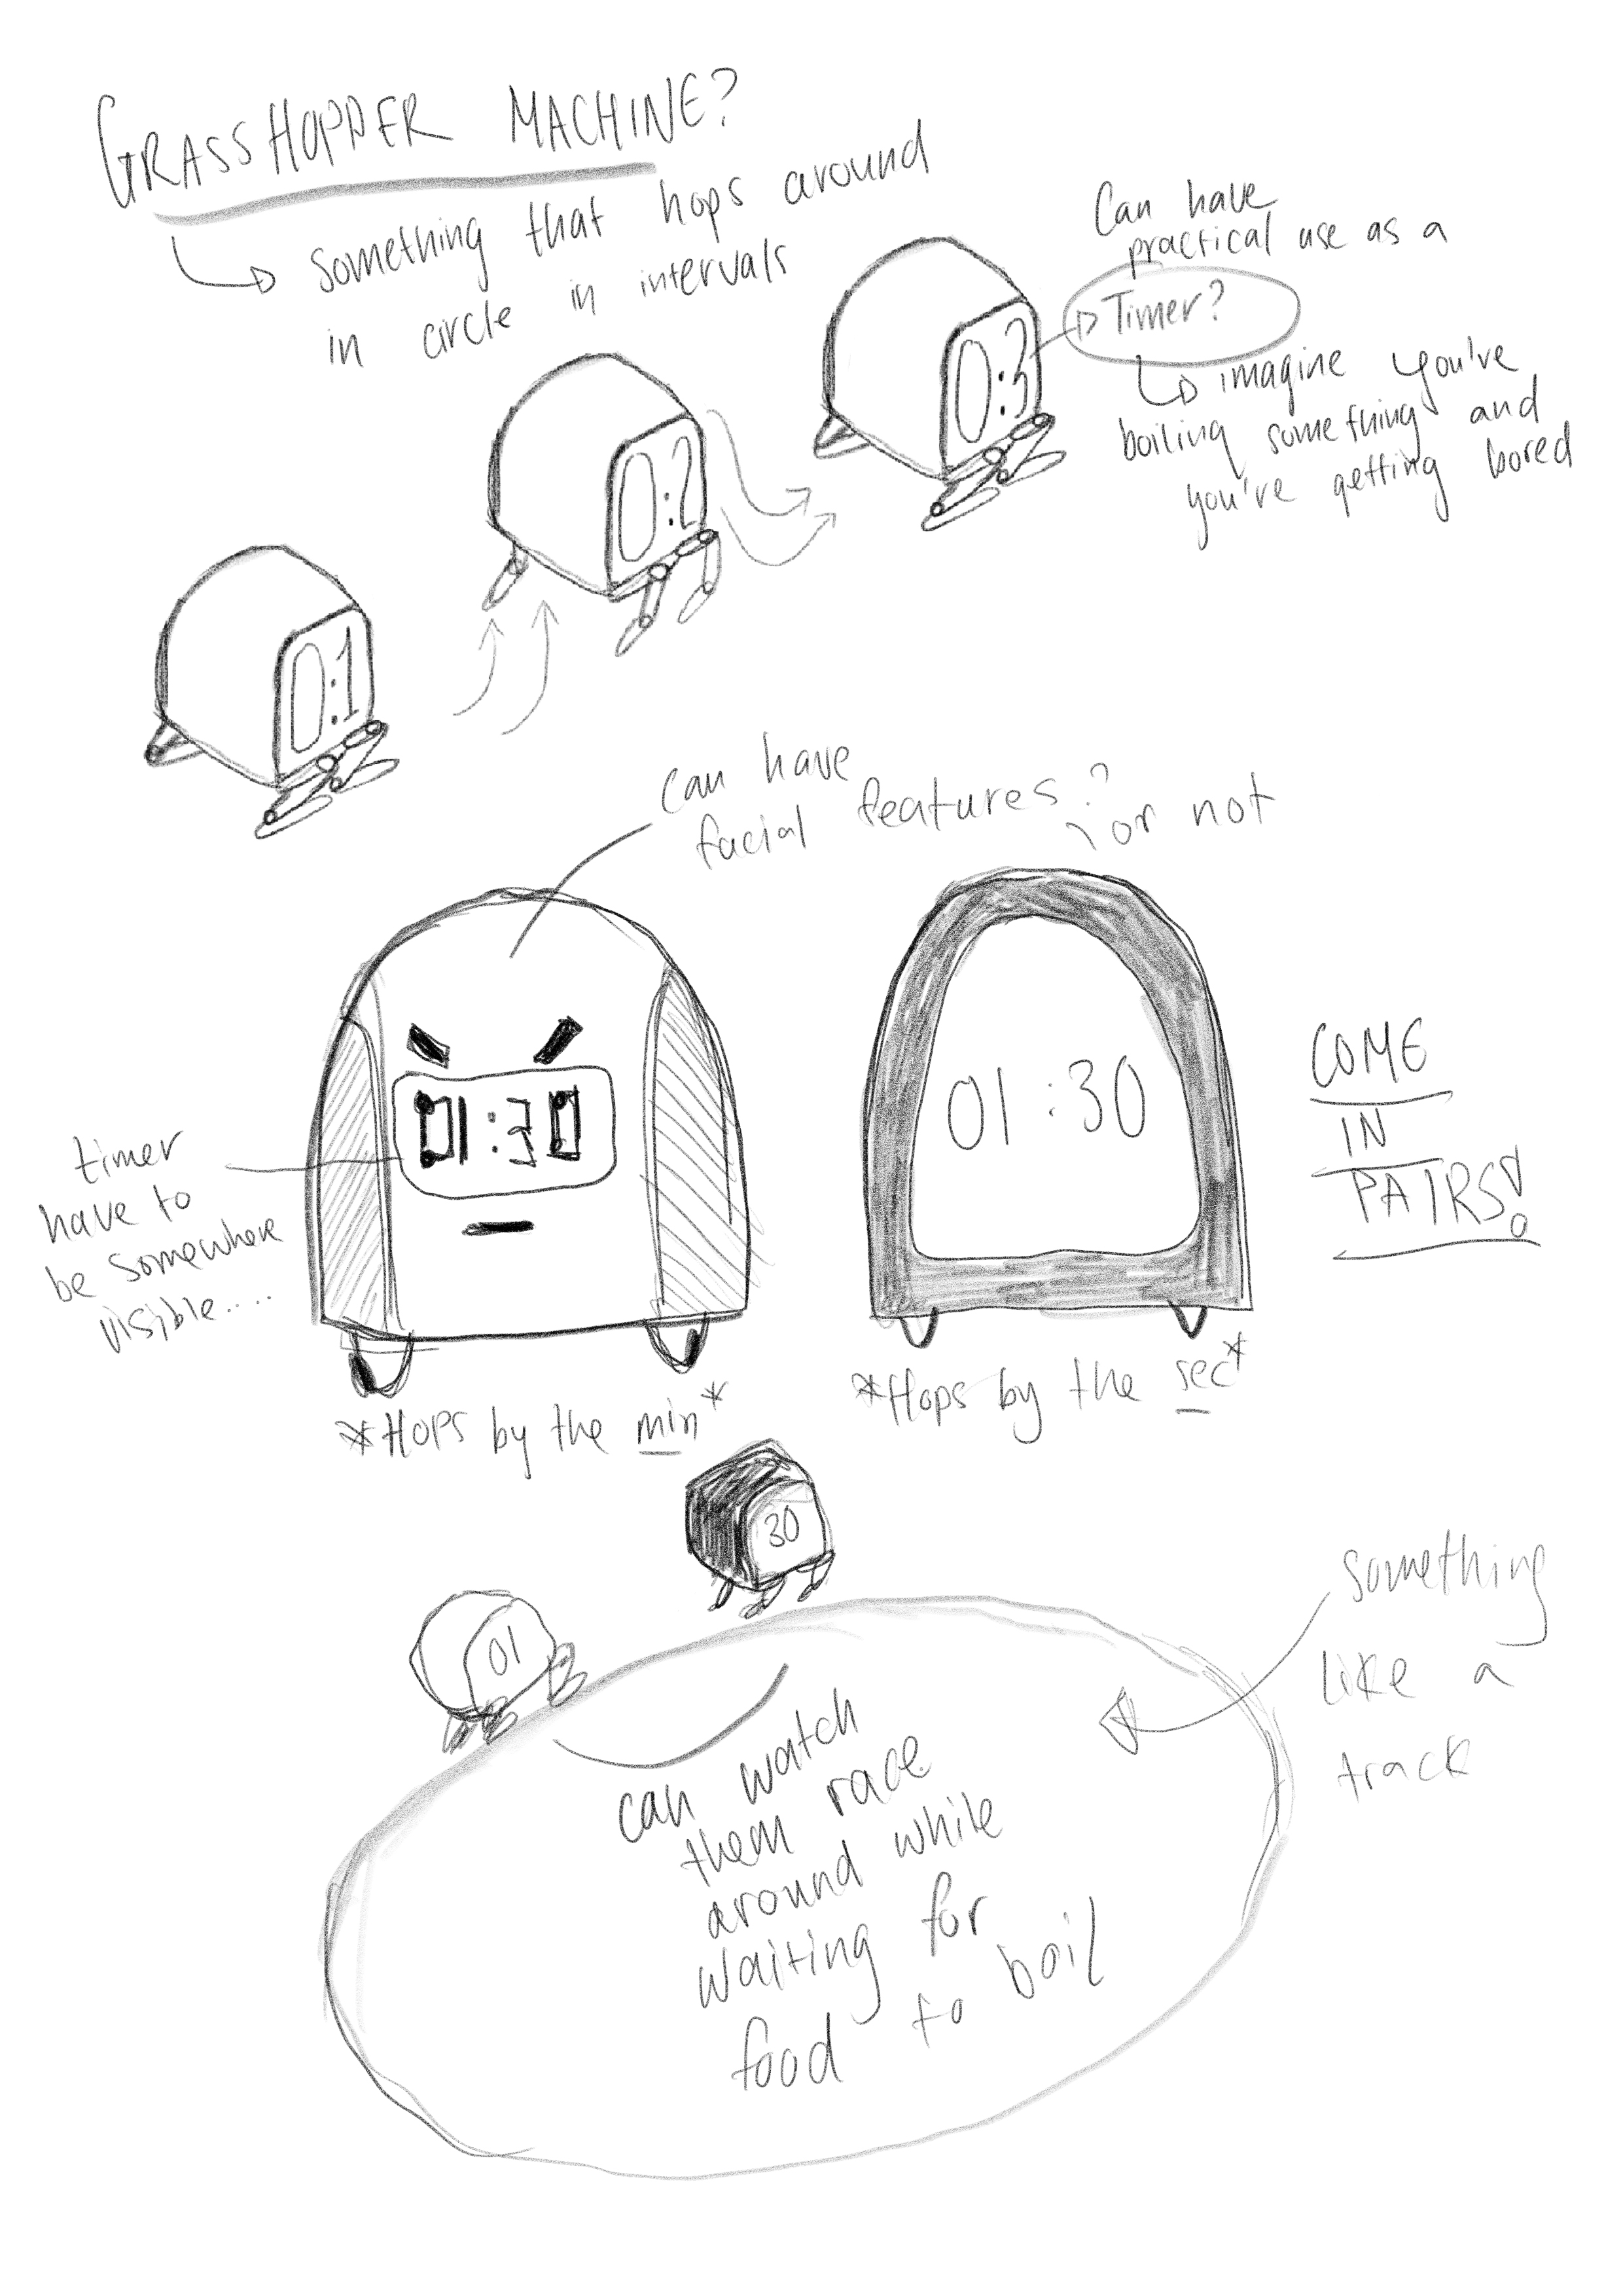 GRASSHOPPER MACHINE?
something that hops around
in circle in intervals
Can have
practical use as a
Timer?
imagine you've
boiling something and
you're getting bored
0:3
0:2
0:1
can have
facial features?
or not
01:30
01:30
timer
have to
be somewhere
visible....
COME
IN
PAIRS!
*Hops by the min*
*Hops by the sec*
30
01
something
like a
track
can watch
them race
around while
waiting for
food to boil